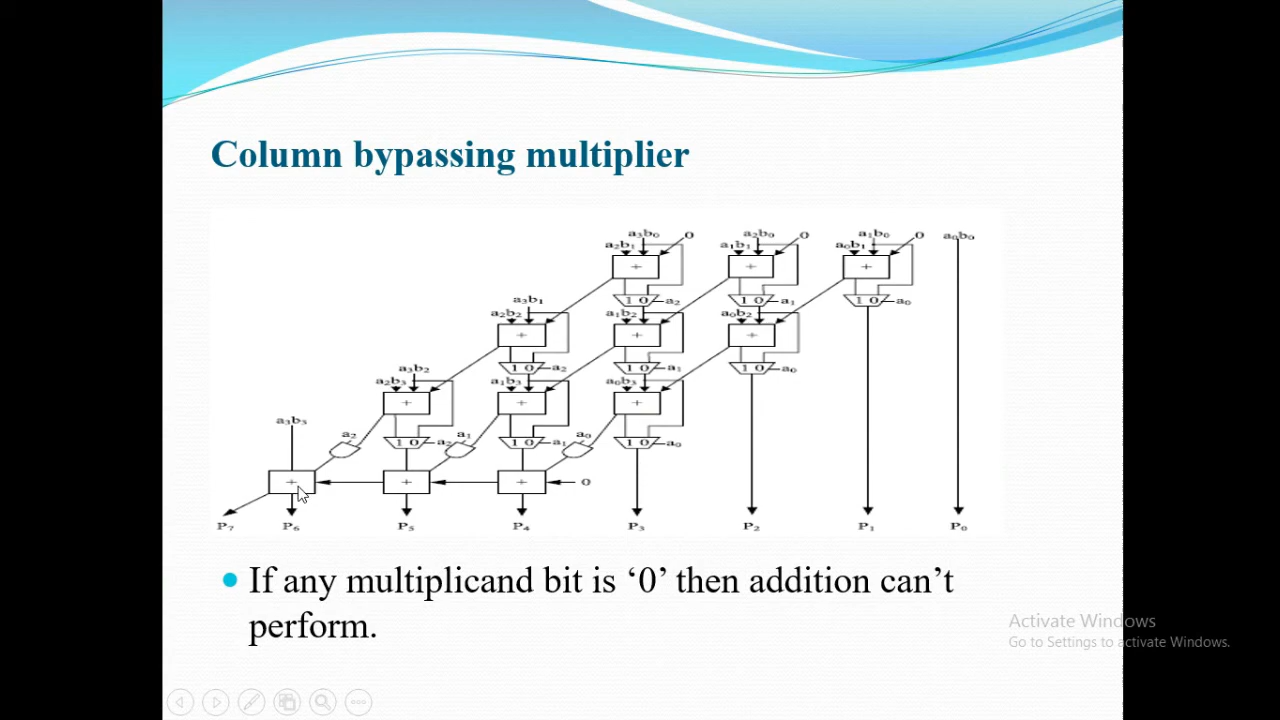 Column bypassing multiplier
a₃b₀ 0 a₂b₀ 0 a₁b₀ 0 a₀b₀
a₂b₁ a₁b₁ a₀b₁
+ + +
1 0 a₂ 1 0 a₁ 1 0 a₀
a₃b₁
a₂b₂ a₁b₂ a₀b₂
+ + +
1 0 a₂ 1 0 a₁ 1 0 a₀
a₃b₂
a₂b₃ a₁b₃ a₀b₃
+ + +
a₃b₃
a₂ a₁ a₀
1 0 a₂ 1 0 a₁ 1 0 a₀
+ + + 0
P₇ P₆ P₅ P₄ P₃ P₂ P₁ P₀
• If any multiplicand bit is ‘0’ then addition can’t
perform.
Activate Windows
Go to Settings to activate Windows.